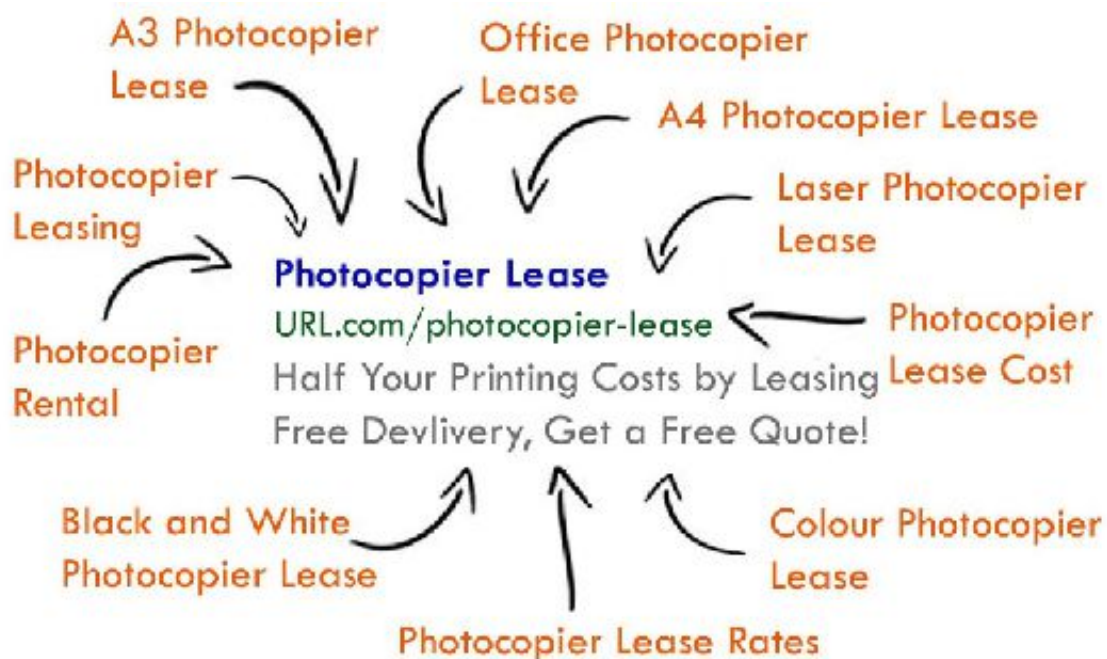 A3 Photocopier
Lease
Office Photocopier
Lease
A4 Photocopier Lease
Photocopier
Leasing
Laser Photocopier
Lease
Photocopier Lease
URL.com/photocopier-lease
Half Your Printing Costs by Leasing
Free Devlivery, Get a Free Quote!
Photocopier
Rental
Photocopier
Lease Cost
Black and White
Photocopier Lease
Colour Photocopier
Lease
Photocopier Lease Rates